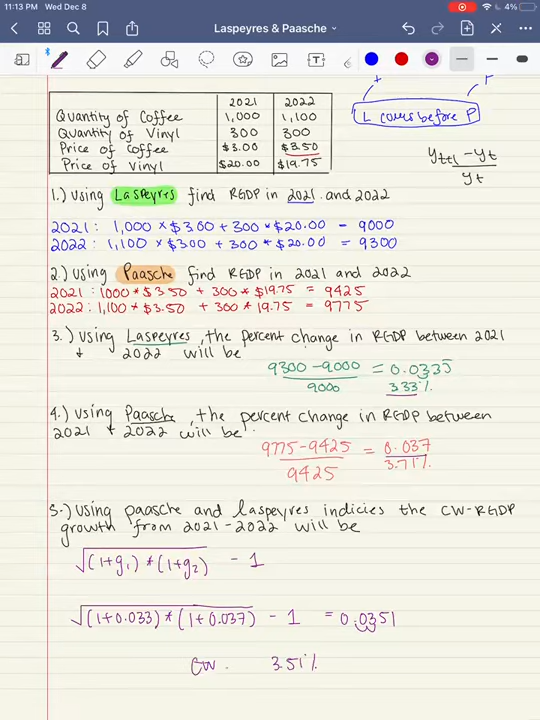 11:13 PM Wed Dec 8
4%
Laspeyres & Paasche
2021 2022
Quantity of Coffee 1,000 1,100
Quantity of Vinyl 300 300
Price of Coffee $3.00 $3.50
Price of Vinyl $20.00 $19.75
L comes before P
yt+1 - yt
yt
1.) Using Laspeyres find RGDP in 2021 and 2022
2021: 1,000 * $3.00 + 300 * $20.00 = 9000
2022: 1,100 * $3.00 + 300 * $20.00 = 9300
2.) Using Paasche find RGDP in 2021 and 2022
2021: 1000 * $3.50 + 300 * $19.75 = 9425
2022: 1,100 * $3.50 + 300 * 19.75 = 9775
3.) Using Laspeyres, the percent change in RGDP between 2021
+ 2022 will be
9300 - 9000 = 0.0333
9000
3.33%
4.) Using Paasche, the percent change in RGDP between
2021 + 2022 will be
9775 - 9425 = 0.037
9425
3.71%
5.) Using paasche and laspeyres indicies the CW-RGDP
growth from 2021-2022 will be
√(1+g1) * (1+g2) - 1
√(1+0.033) * (1+0.037) - 1 = 0.0351
CW. 3.51%